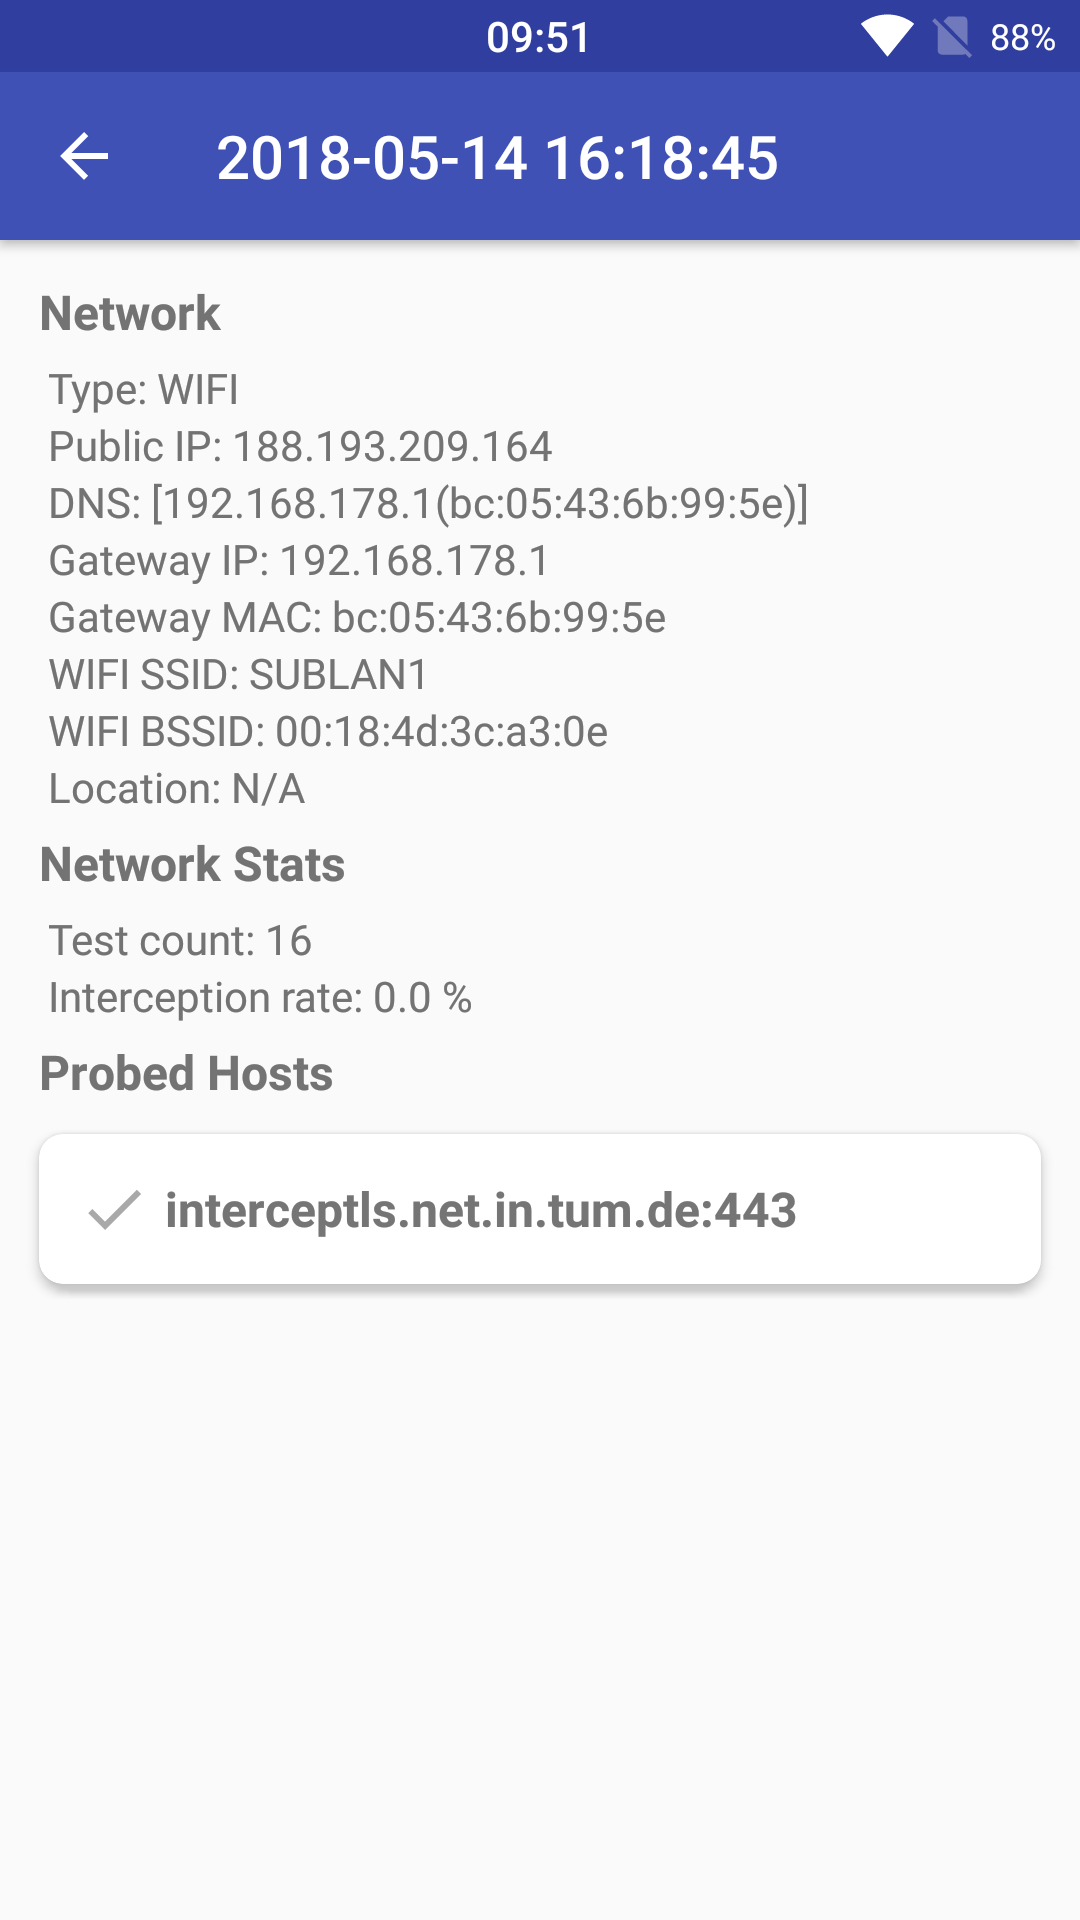 09:51
88%
2018-05-14 16:18:45
Network
Type: WIFI
Public IP: 188.193.209.164
DNS: [192.168.178.1(bc:05:43:6b:99:5e)]
Gateway IP: 192.168.178.1
Gateway MAC: bc:05:43:6b:99:5e
WIFI SSID: SUBLAN1
WIFI BSSID: 00:18:4d:3c:a3:0e
Location: N/A
Network Stats
Test count: 16
Interception rate: 0.0 %
Probed Hosts
interceptls.net.in.tum.de:443